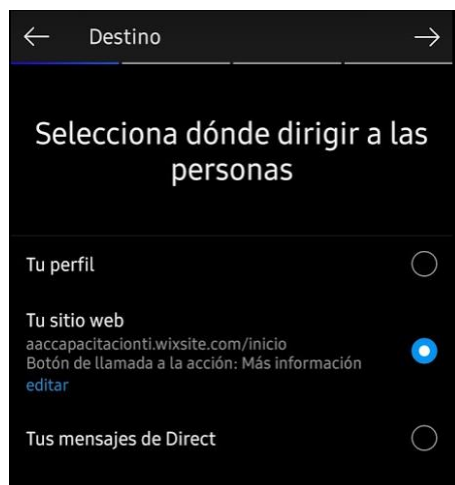 Destino
Selecciona dónde dirigir a las
personas
Tu perfil
Tu sitio web
aaccapacitacionti.wixsite.com/inicio
Botón de llamada a la acción: Más información
editar
Tus mensajes de Direct